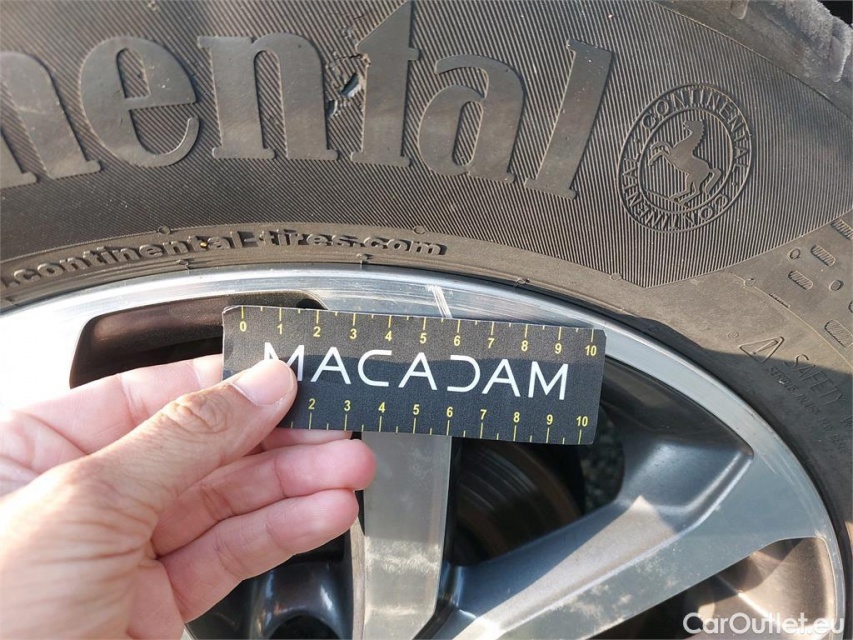 nental
CONTINENTAL
CONTINENTAL
.continental-tires.com
0 1 2 3 4 5 6 7 8 9 10
MACADAM
2 3 4 5 6 7 8 9 10
SAFETY
CarOutlet.eu